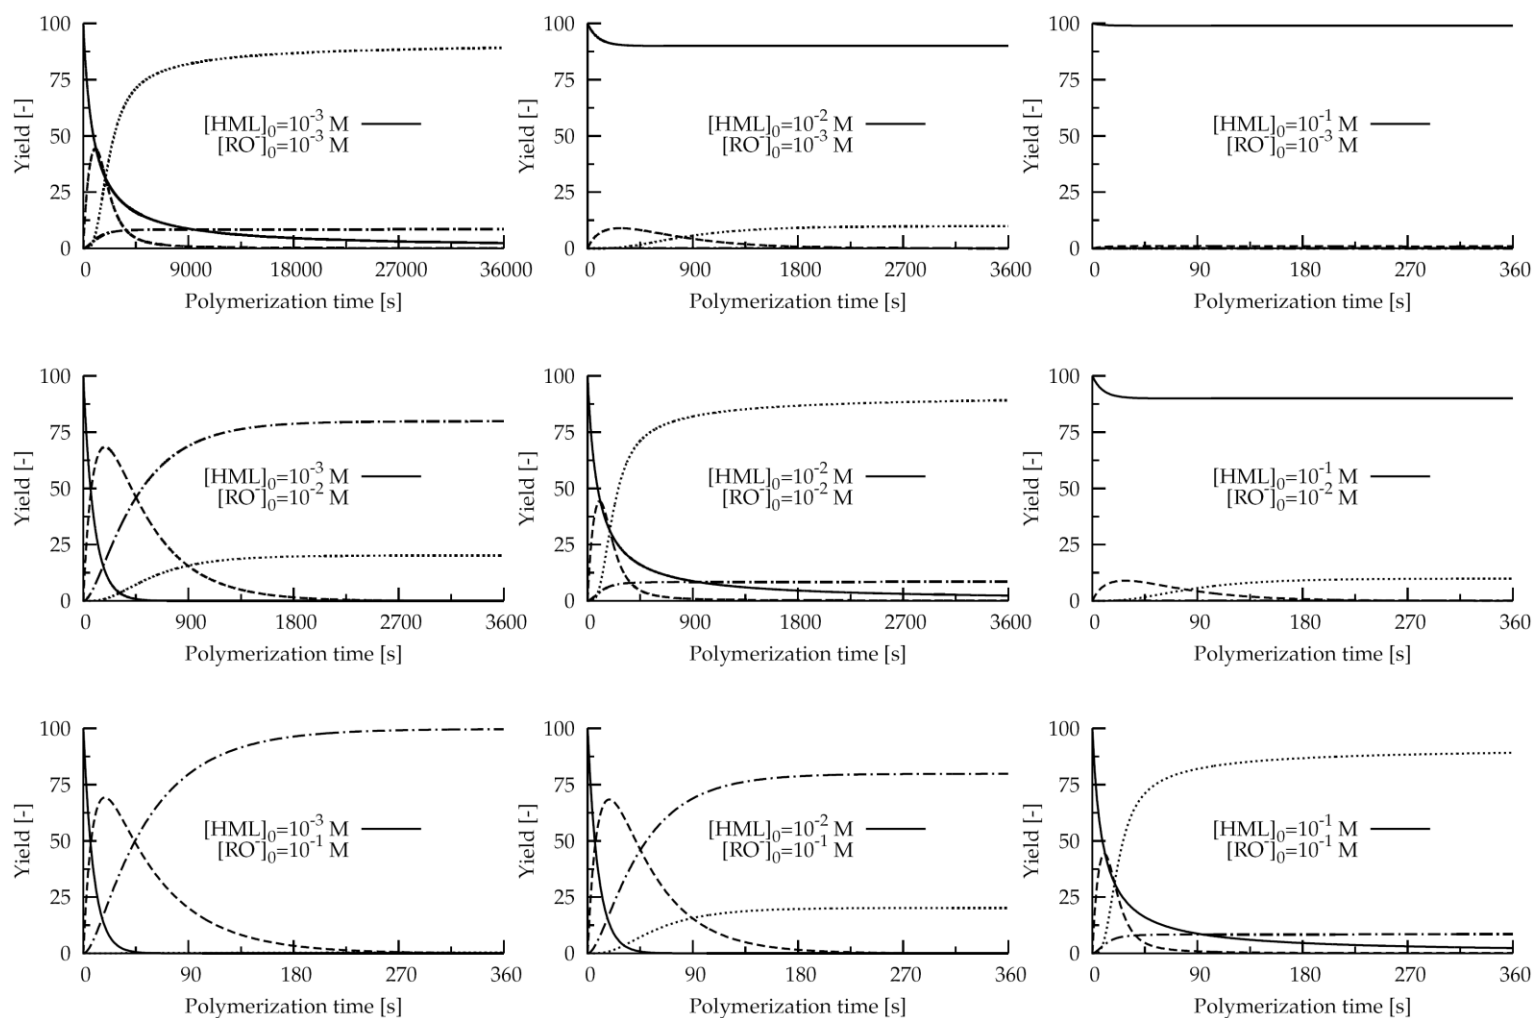 100
75
50
25
0
Yield [-]
[HML]₀=10⁻³ M
[RO⁻]₀=10⁻³ M
0 9000 18000 27000 36000
Polymerization time [s]
100
75
50
25
0
Yield [-]
[HML]₀=10⁻² M
[RO⁻]₀=10⁻³ M
0 900 1800 2700 3600
Polymerization time [s]
100
75
50
25
0
Yield [-]
[HML]₀=10⁻¹ M
[RO⁻]₀=10⁻³ M
0 90 180 270 360
Polymerization time [s]
100
75
50
25
0
Yield [-]
[HML]₀=10⁻³ M
[RO⁻]₀=10⁻² M
0 900 1800 2700 3600
Polymerization time [s]
100
75
50
25
0
Yield [-]
[HML]₀=10⁻² M
[RO⁻]₀=10⁻² M
0 900 1800 2700 3600
Polymerization time [s]
100
75
50
25
0
Yield [-]
[HML]₀=10⁻¹ M
[RO⁻]₀=10⁻² M
0 90 180 270 360
Polymerization time [s]
100
75
50
25
0
Yield [-]
[HML]₀=10⁻³ M
[RO⁻]₀=10⁻¹ M
0 90 180 270 360
Polymerization time [s]
100
75
50
25
0
Yield [-]
[HML]₀=10⁻² M
[RO⁻]₀=10⁻¹ M
0 90 180 270 360
Polymerization time [s]
100
75
50
25
0
Yield [-]
[HML]₀=10⁻¹ M
[RO⁻]₀=10⁻¹ M
0 90 180 270 360
Polymerization time [s]